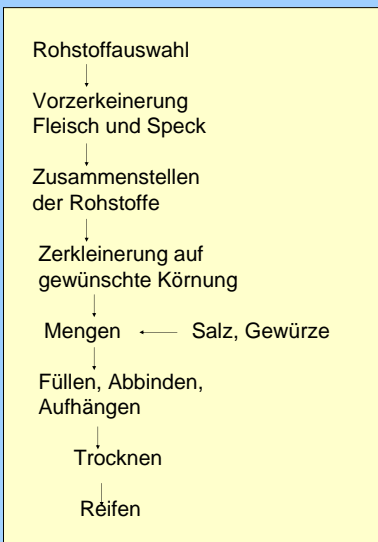 Rohstoffauswahl
Vorzerkeinerung
Fleisch und Speck
Zusammenstellen
der Rohstoffe
Zerkleinerung auf
gewünschte Körnung
Mengen Salz, Gewürze
Füllen, Abbinden,
Aufhängen
Trocknen
Reifen